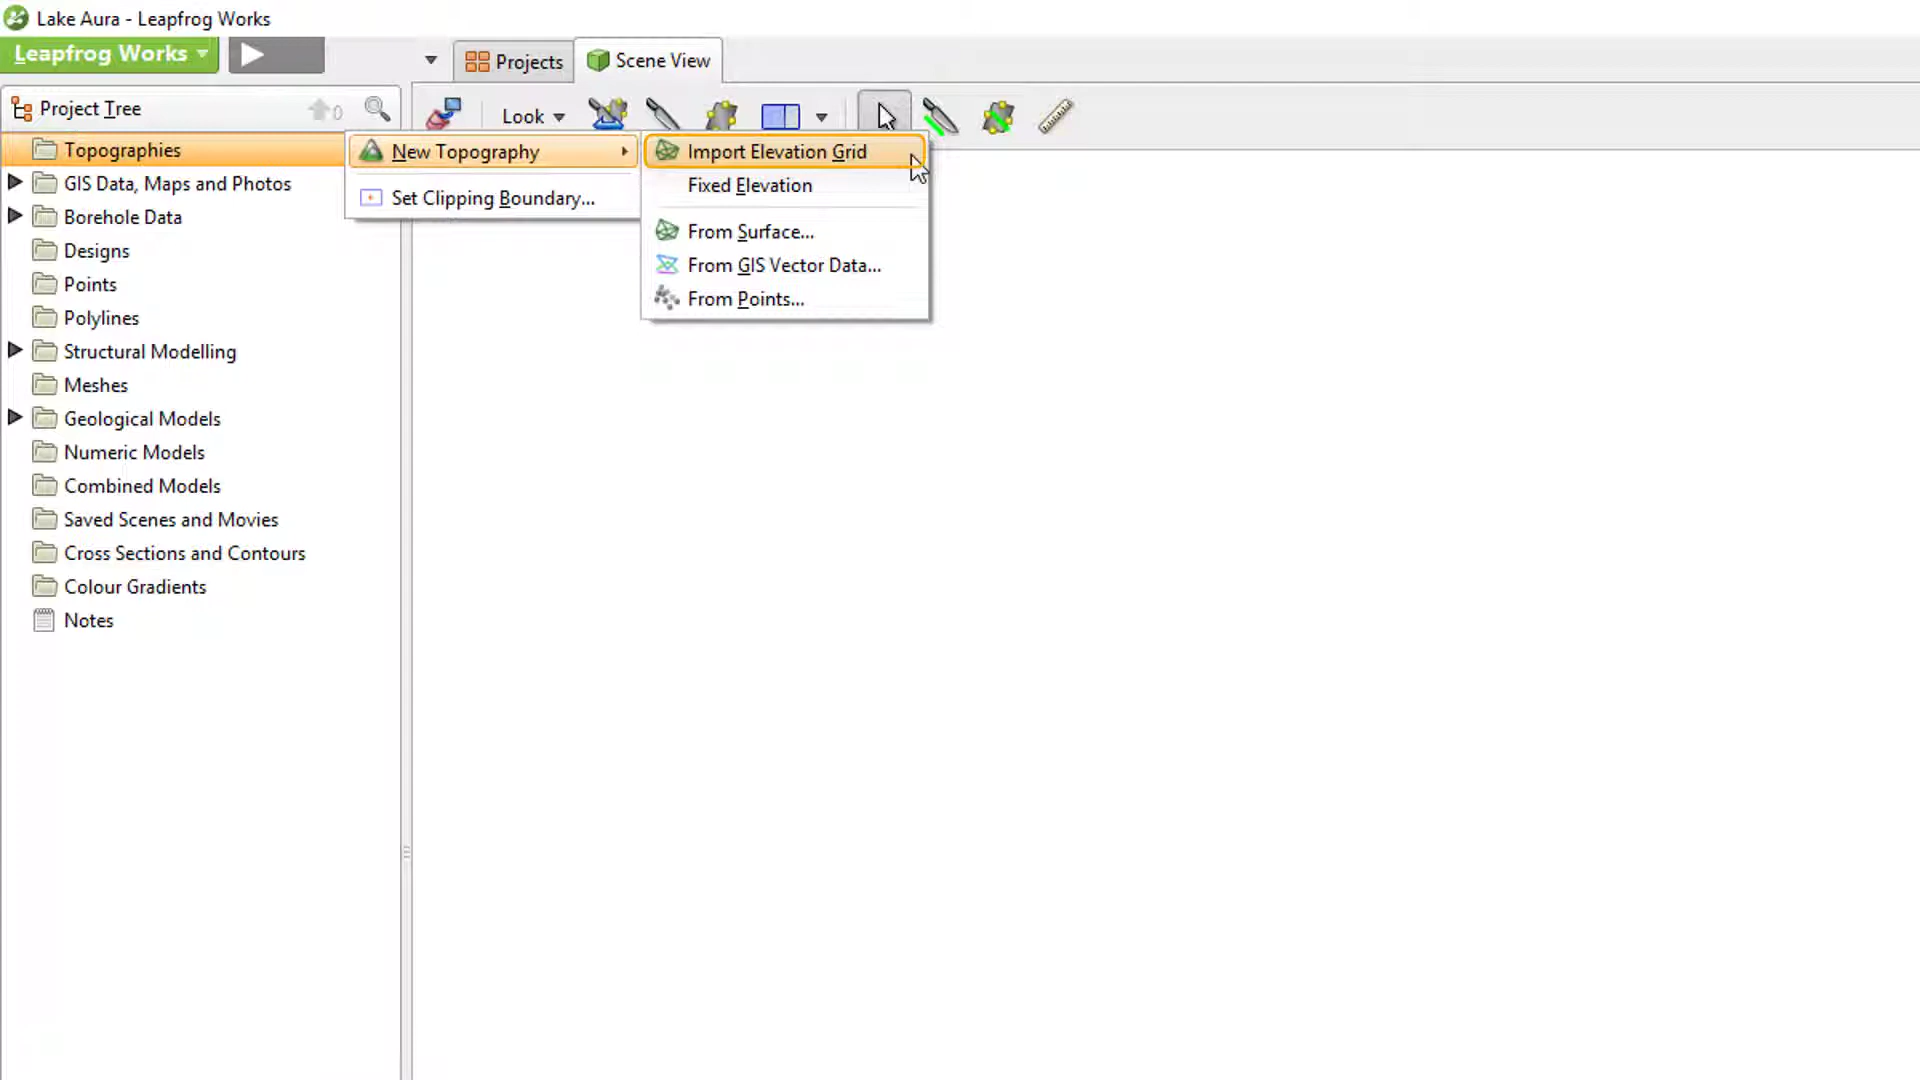 Lake Aura - Leapfrog Works
Leapfrog Works
Projects
Scene View
Project Tree
0
Look
Topographies
GIS Data, Maps and Photos
Borehole Data
Designs
Points
Polylines
Structural Modelling
Meshes
Geological Models
Numeric Models
Combined Models
Saved Scenes and Movies
Cross Sections and Contours
Colour Gradients
Notes
New Topography
Set Clipping Boundary...
Import Elevation Grid
Fixed Elevation
From Surface...
From GIS Vector Data...
From Points...